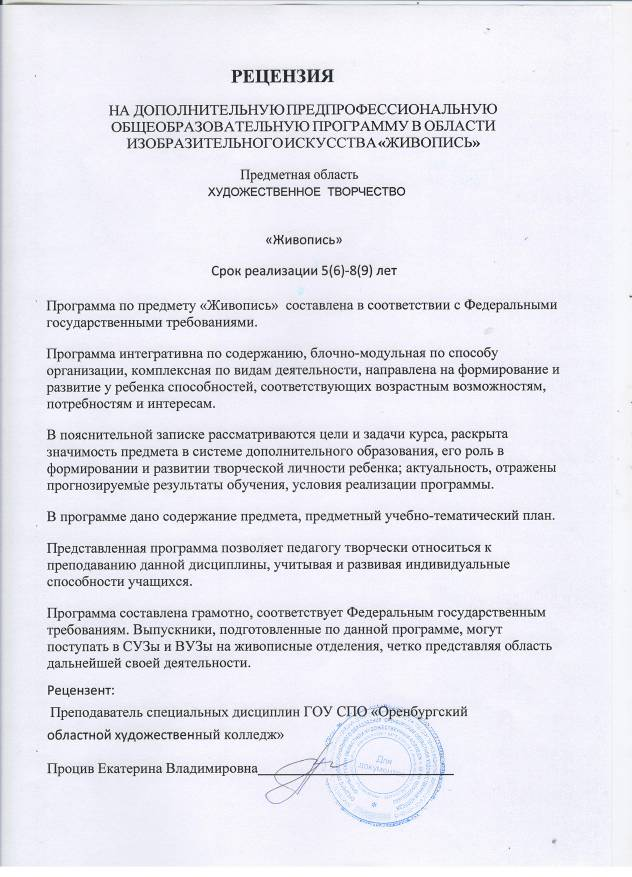 РЕЦЕНЗИЯ
НА ДОПОЛНИТЕЛЬНУЮ ПРЕДПРОФЕССИОНАЛЬНУЮ
ОБЩЕОБРАЗОВАТЕЛЬНУЮ ПРОГРАММУ В ОБЛАСТИ
ИЗОБРАЗИТЕЛЬНОГО ИСКУССТВА «ЖИВОПИСЬ»
Предметная область
ХУДОЖЕСТВЕННОЕ ТВОРЧЕСТВО
«Живопись»
Срок реализации 5(6)-8(9) лет
Программа по предмету «Живопись» составлена в соответствии с Федеральными
государственными требованиями.
Программа интегративна по содержанию, блочно-модульная по способу
организации, комплексная по видам деятельности, направлена на формирование и
развитие у ребенка способностей, соответствующих возрастным возможностям,
потребностям и интересам.
В пояснительной записке рассматриваются цели и задачи курса, раскрыта
значимость предмета в системе дополнительного образования, его роль в
формировании и развитии творческой личности ребенка; актуальность, отражены
прогнозируемые результаты обучения, условия реализации программы.
В программе дано содержание предмета, предметный учебно-тематический план.
Представленная программа позволяет педагогу творчески относиться к
преподаванию данной дисциплины, учитывая и развивая индивидуальные
способности учащихся.
Программа составлена грамотно, соответствует Федеральным государственным
требованиям. Выпускники, подготовленные по данной программе, могут
поступать в СУЗы и ВУЗы на живописные отделения, четко представляя область
дальнейшей своей деятельности.
Рецензент:
Преподаватель специальных дисциплин ГОУ СПО «Оренбургский
областной художественный колледж»
Процив Екатерина Владимировна
Для
документов